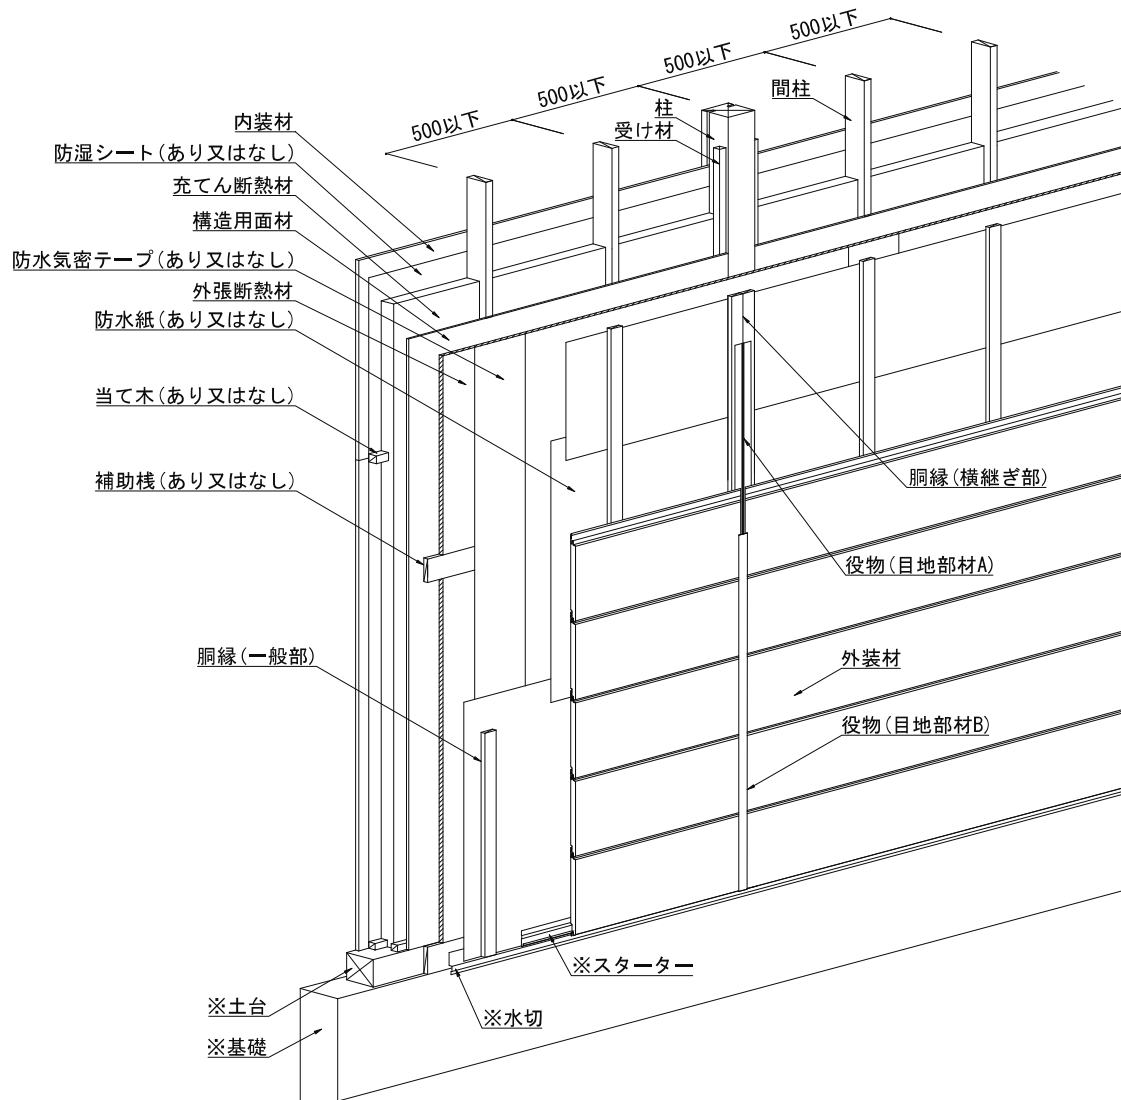 500以下
500以下
500以下
500以下
間柱
柱
受け材
内装材
防湿シート(あり又はなし)
充てん断熱材
構造用面材
防水気密テープ(あり又はなし)
外張断熱材
防水紙(あり又はなし)
当て木(あり又はなし)
補助桟(あり又はなし)
胴縁(横継ぎ部)
役物(目地部材A)
胴縁(一般部)
外装材
役物(目地部材B)
※スターター
※土台
※水切
※基礎